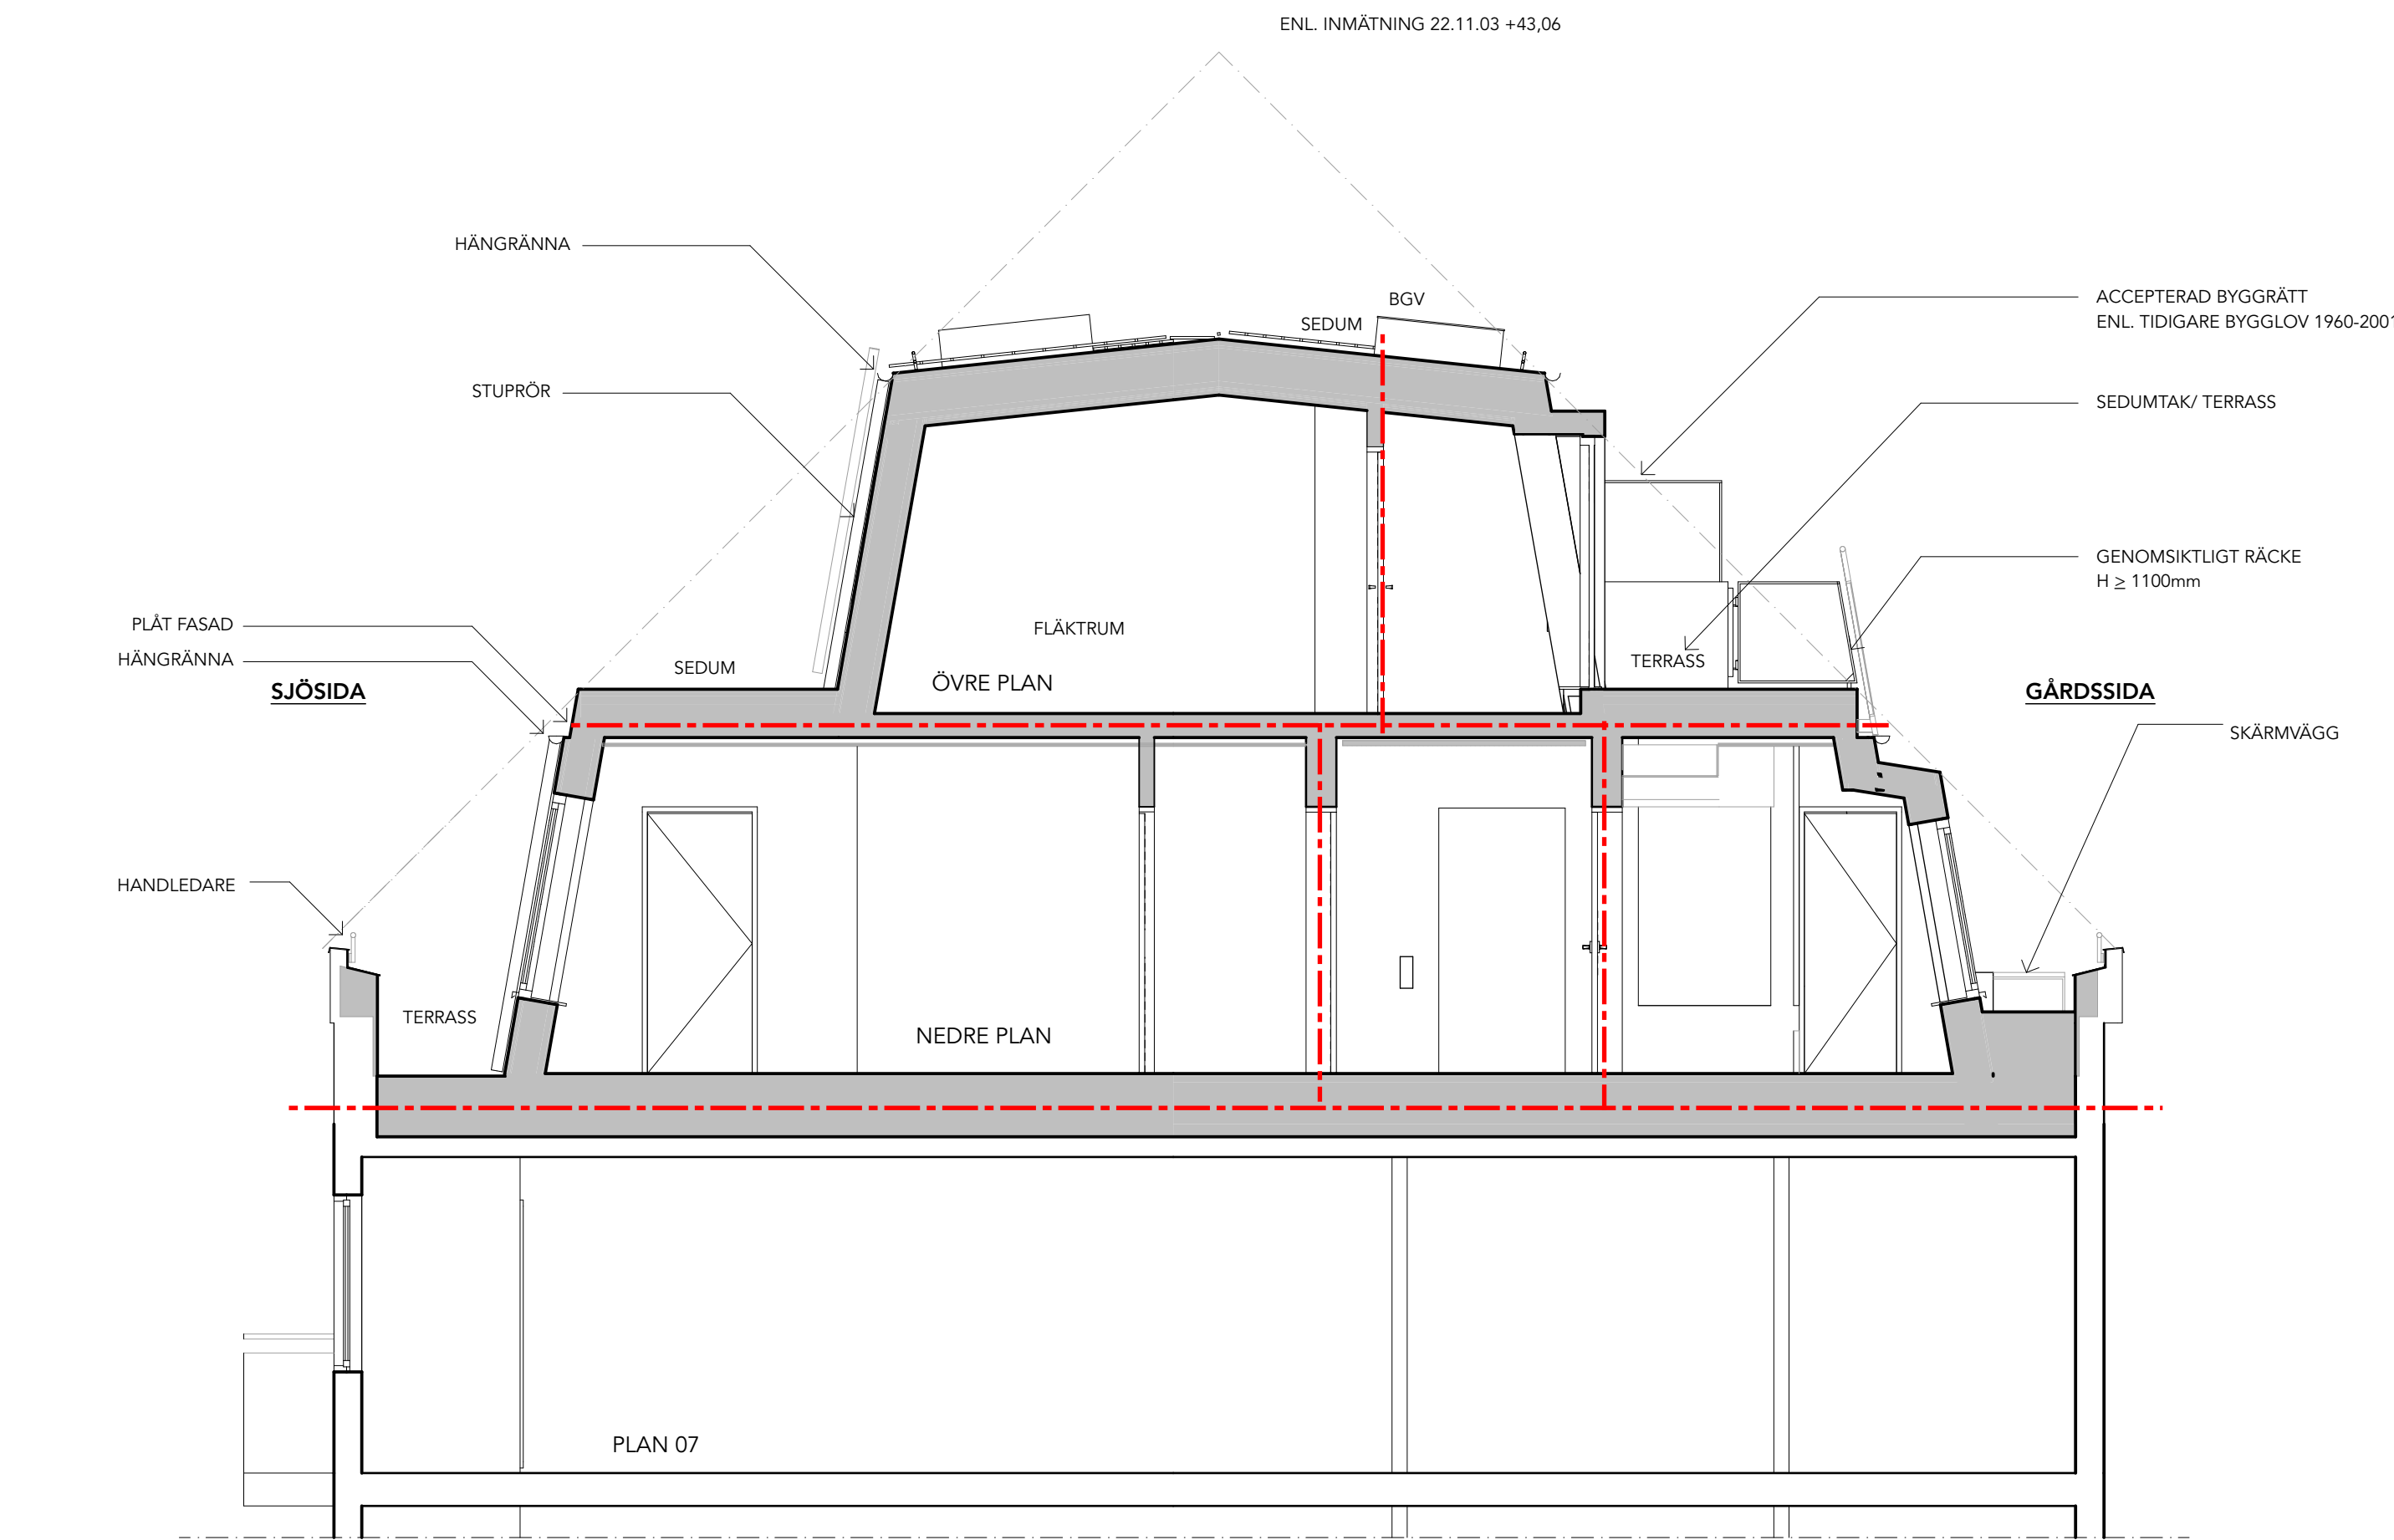 ENL. INMÄTNING 22.11.03 +43,06
HÄNGRÄNNA
BGV
SEDUM
ACCEPTERAD BYGGRÄTT
ENL. TIDIGARE BYGGLOV 1960-2001
STUPRÖR
SEDUMTAK/ TERRASS
GENOMSIKTLIGT RÄCKE
H ≥ 1100mm
PLÅT FASAD
HÄNGRÄNNA
SJÖSIDA
SEDUM
FLÄKTRUM
ÖVRE PLAN
TERRASS
GÅRDSSIDA
SKÄRMVÄGG
HANDLEDARE
TERRASS
NEDRE PLAN
PLAN 07